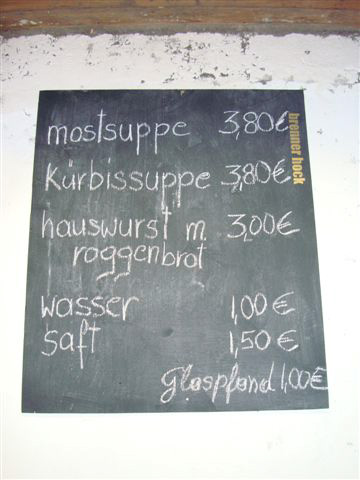 mostsuppe 3,80€
kürbissuppe 3,80€
hauswurst m 3,00€
roggenbrot
wasser 1,00€
saft 1,50€
Glaspfand 1,00€
brenner hock